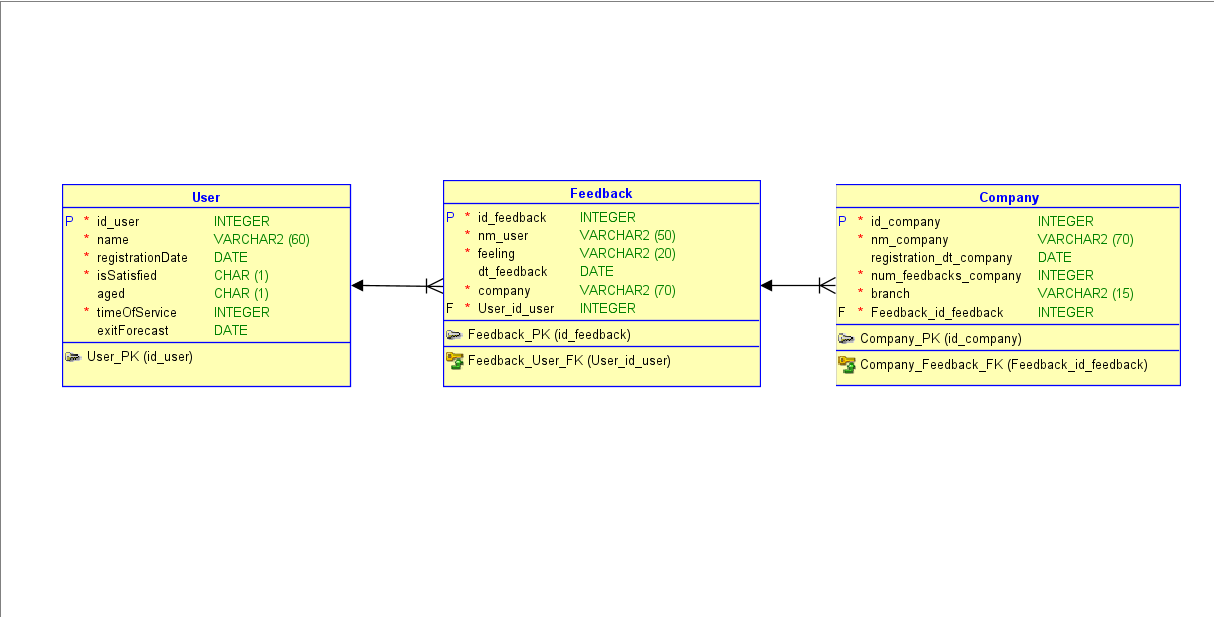 User
P * id_user INTEGER
* name VARCHAR2 (60)
* registrationDate DATE
* isSatisfied CHAR (1)
aged CHAR (1)
* timeOfService INTEGER
exitForecast DATE
User_PK (id_user)
Feedback
P * id_feedback INTEGER
* nm_user VARCHAR2 (50)
* feeling VARCHAR2 (20)
dt_feedback DATE
* company VARCHAR2 (70)
F * User_id_user INTEGER
Feedback_PK (id_feedback)
Feedback_User_FK (User_id_user)
Company
P * id_company INTEGER
* nm_company VARCHAR2 (70)
registration_dt_company DATE
* num_feedbacks_company INTEGER
* branch VARCHAR2 (15)
F * Feedback_id_feedback INTEGER
Company_PK (id_company)
Company_Feedback_FK (Feedback_id_feedback)